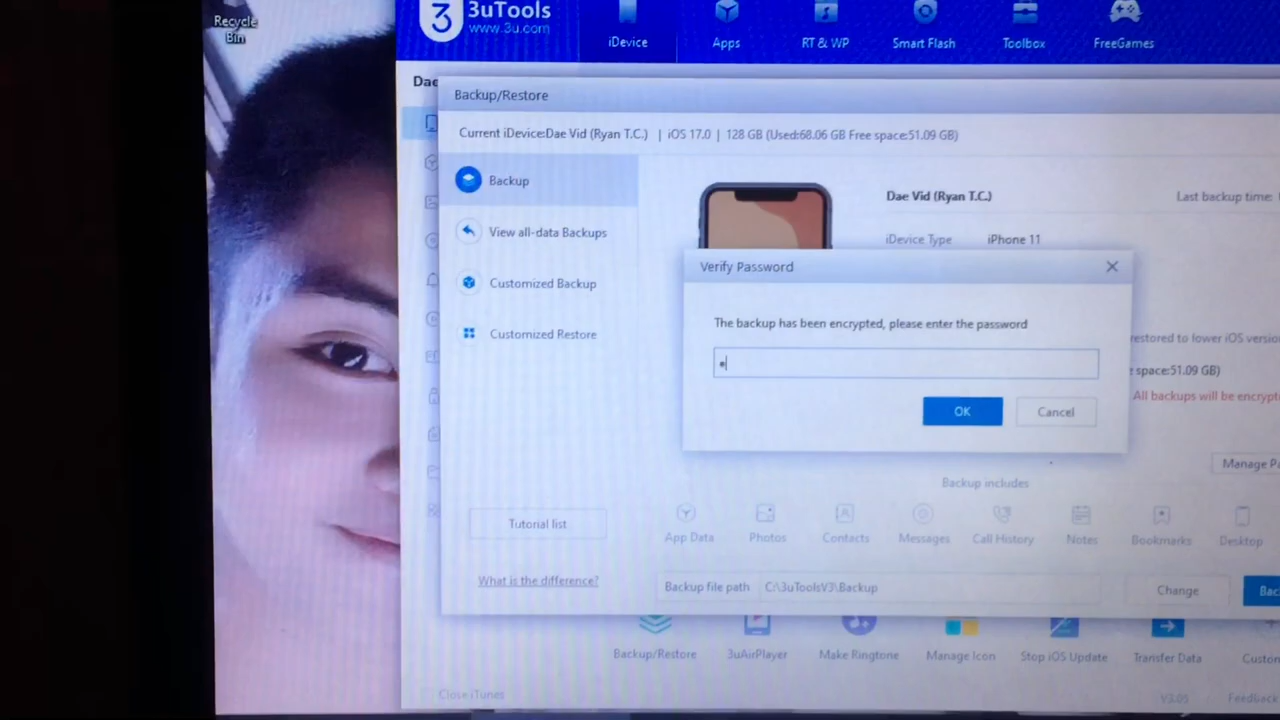 Recycle
Bin
3uTools
www.3u.com
iDevice
Apps
RT & WP
Smart Flash
Toolbox
FreeGames
Dae
Backup/Restore
Current iDevice:Dae Vid (Ryan T.C.) | iOS 17.0 | 128 GB (Used:68.06 GB Free space:51.09 GB)
Backup
View all-data Backups
Customized Backup
Customized Restore
Tutorial list
What is the difference?
Dae Vid (Ryan T.C.)
Last backup time:
iDevice Type iPhone 11
Verify Password
The backup has been encrypted, please enter the password
OK
Cancel
restored to lower iOS versio
space:51.09 GB)
All backups will be encrypt
Manage Pa
Backup includes
App Data
Photos
Contacts
Messages
Call History
Notes
Bookmarks
Desktop
Backup file path C:\3uToolsV3\Backup
Change
Bac
Backup/Restore
3uAirPlayer
Make Ringtone
Manage Icon
Stop iOS Update
Transfer Data
Custon
Close iTunes
V3.05
Feedback